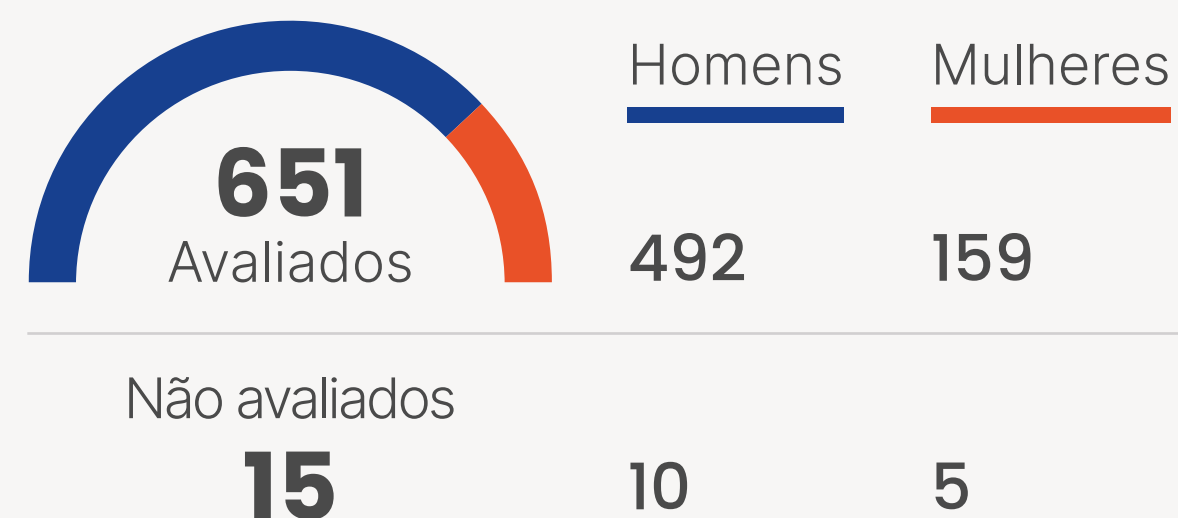 Homens Mulheres
651
Avaliados
492 159
Não avaliados
15
10 5